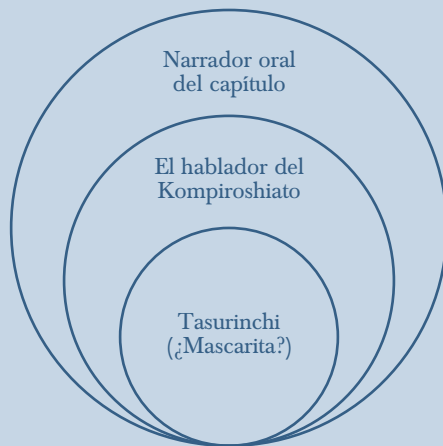 Narrador oral
del capítulo
El hablador del
Kompiroshiato
Tasurinchi
(¿Mascarita?)